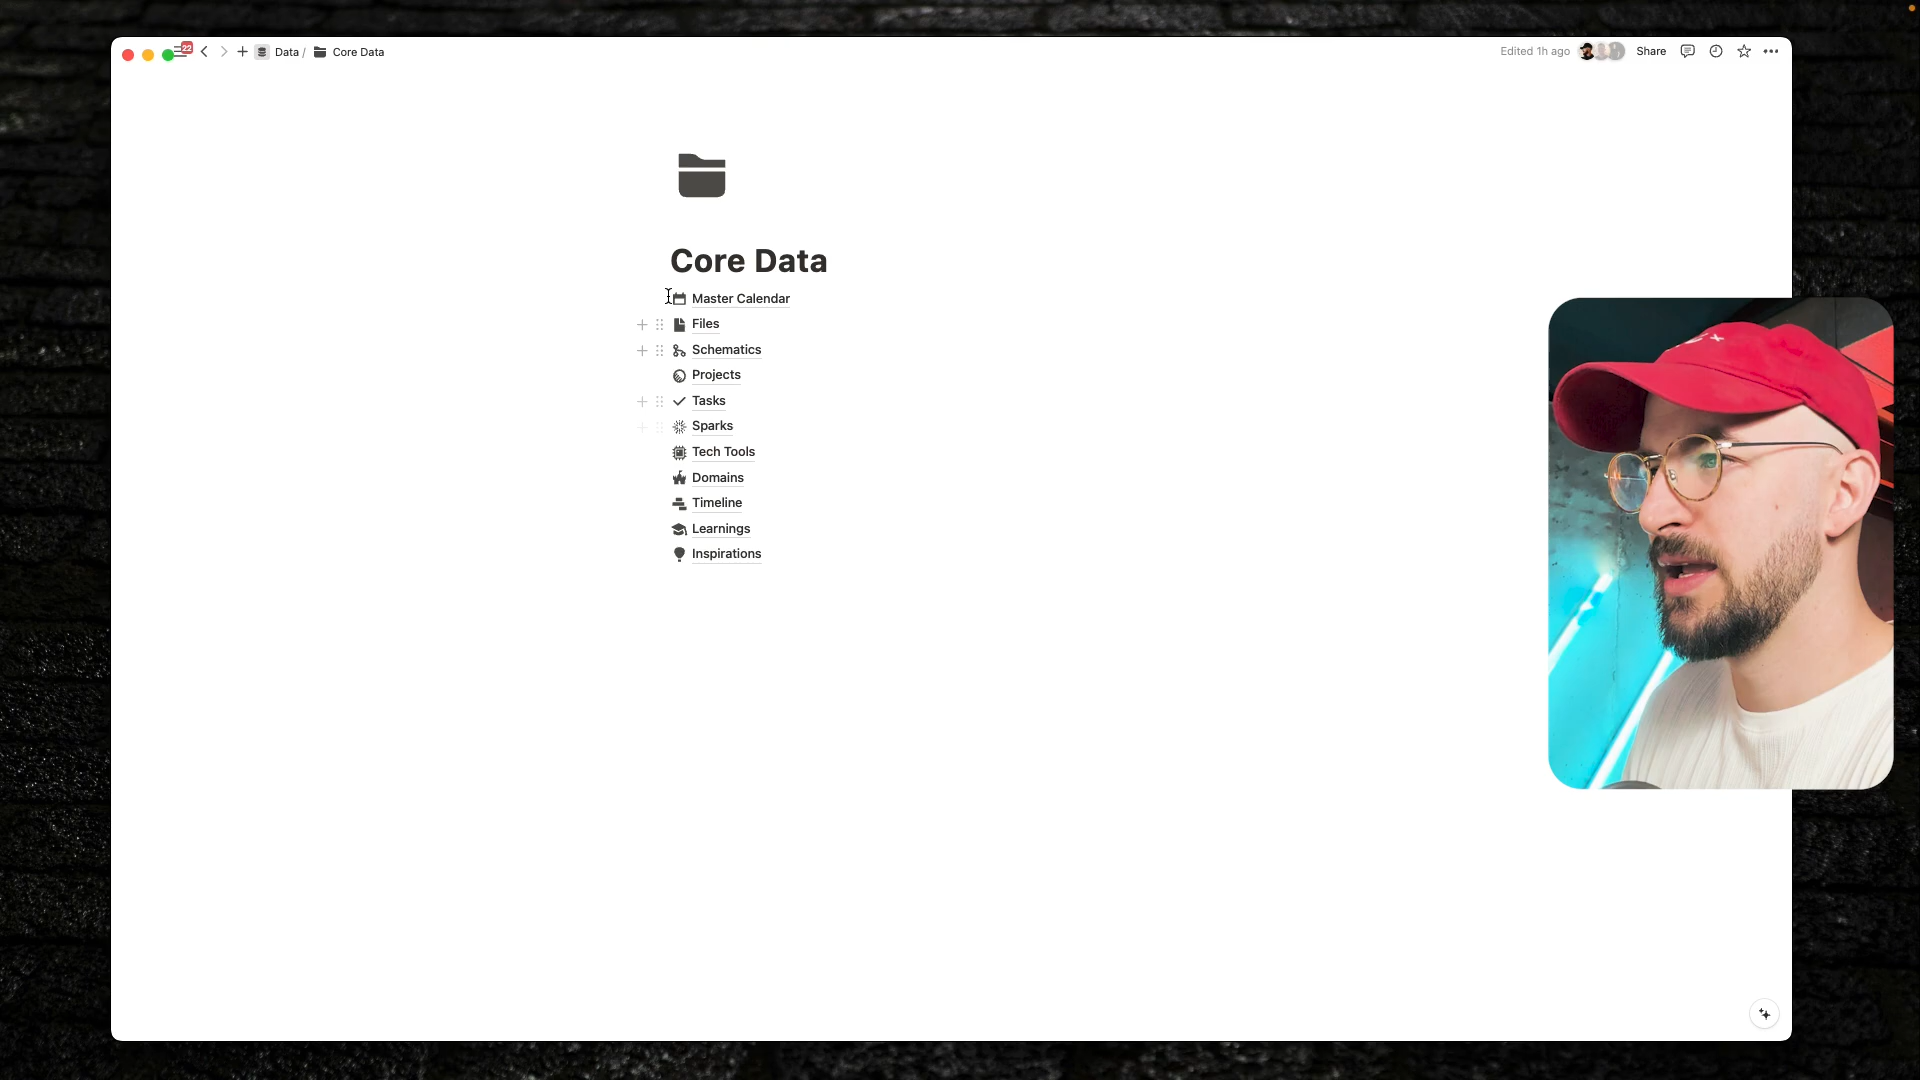 22
Data / Core Data
Edited 1h ago
Share
Core Data
Master Calendar
Files
Schematics
Projects
Tasks
Sparks
Tech Tools
Domains
Timeline
Learnings
Inspirations